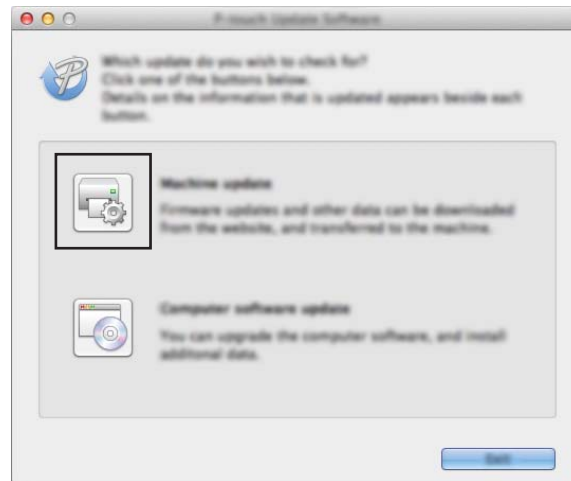 P-touch Update Software
Which update do you wish to check for?
Click one of the buttons below.
Details on the information that is updated appears beside each
button.
Machine update
Firmware updates and other data can be downloaded
from the website, and transferred to the machine.
Computer software update
You can upgrade the computer software, and install
additonal data.
Exit